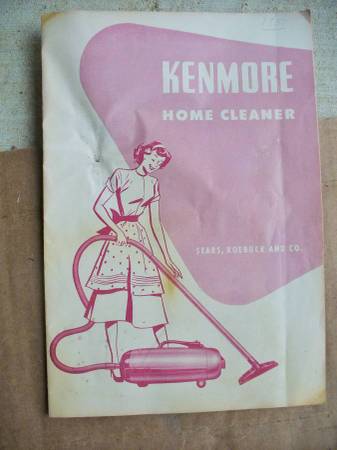 KENMORE
HOME CLEANER
SEARS, ROEBUCK AND CO.